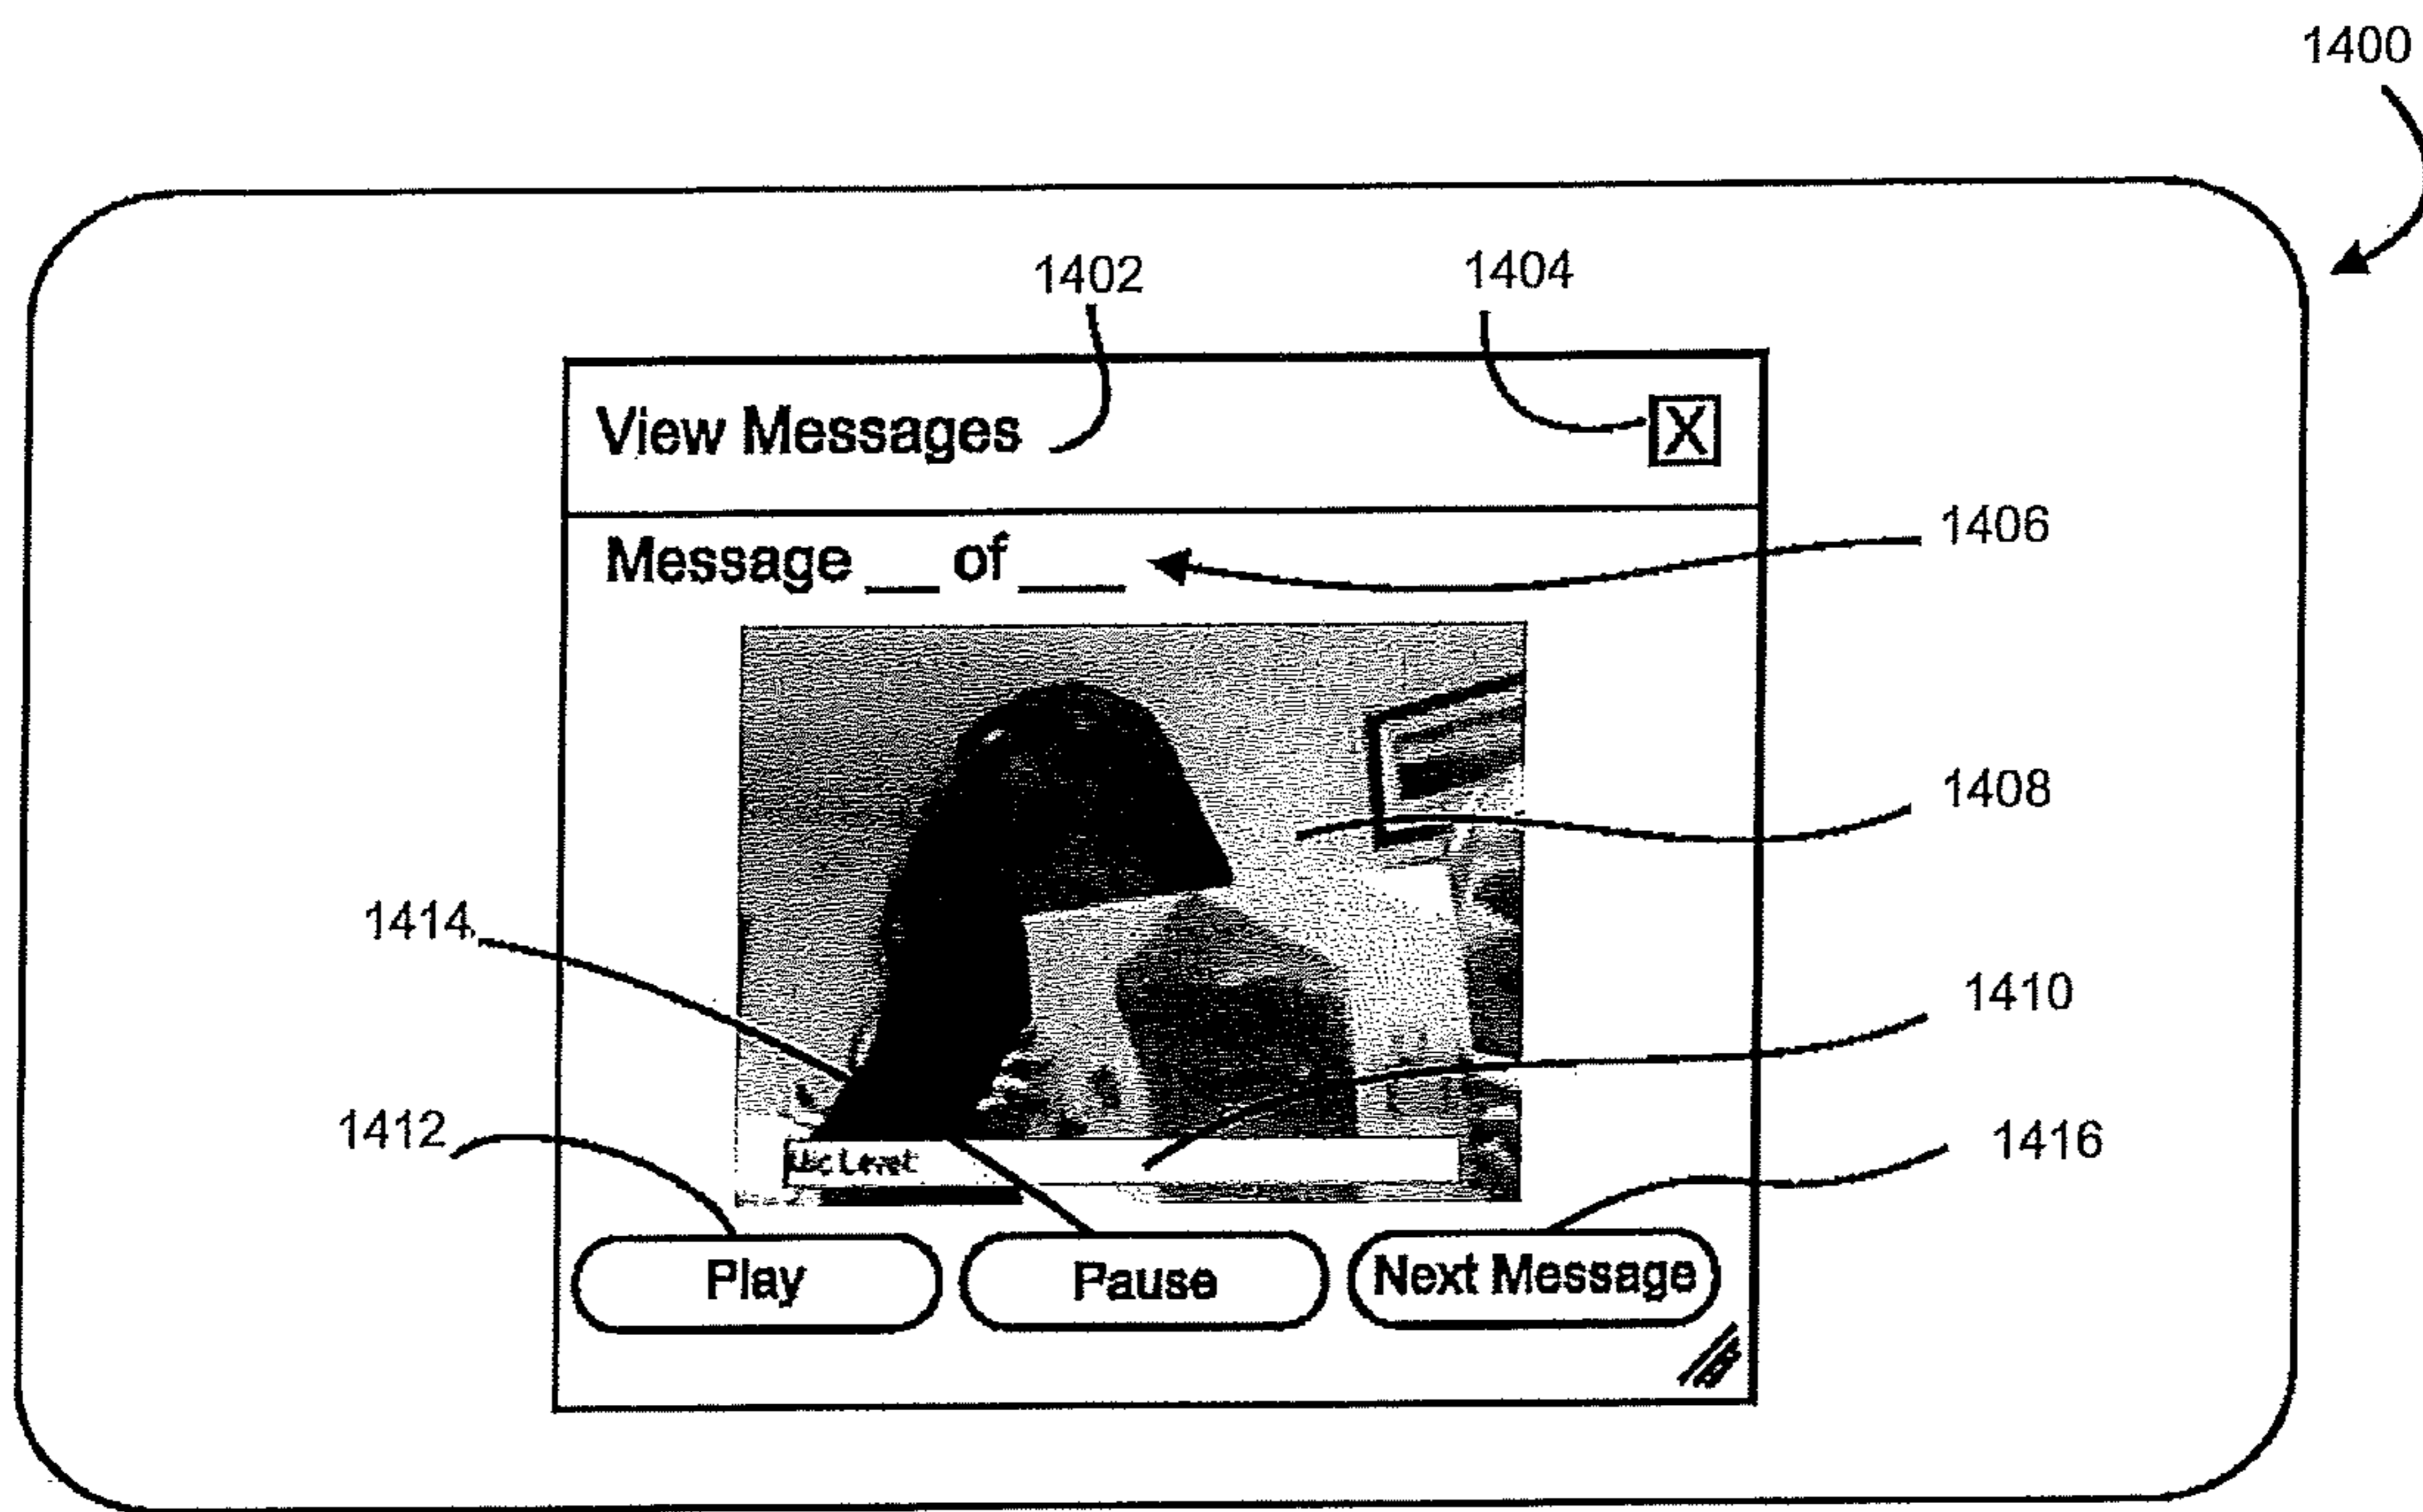 1400
1402
1404
View Messages
X
1406
Message __ of ___
1408
1414
1410
1412
1416
Level
Play
Pause
Next Message